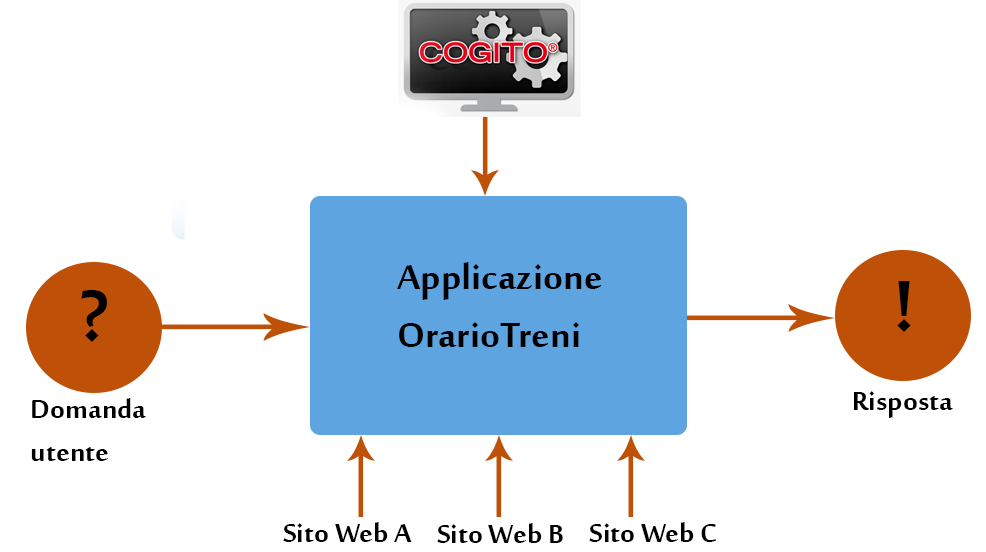 COGITO®
Applicazione
OrarioTreni
?
!
Domanda
utente
Risposta
Sito Web A
Sito Web B
Sito Web C